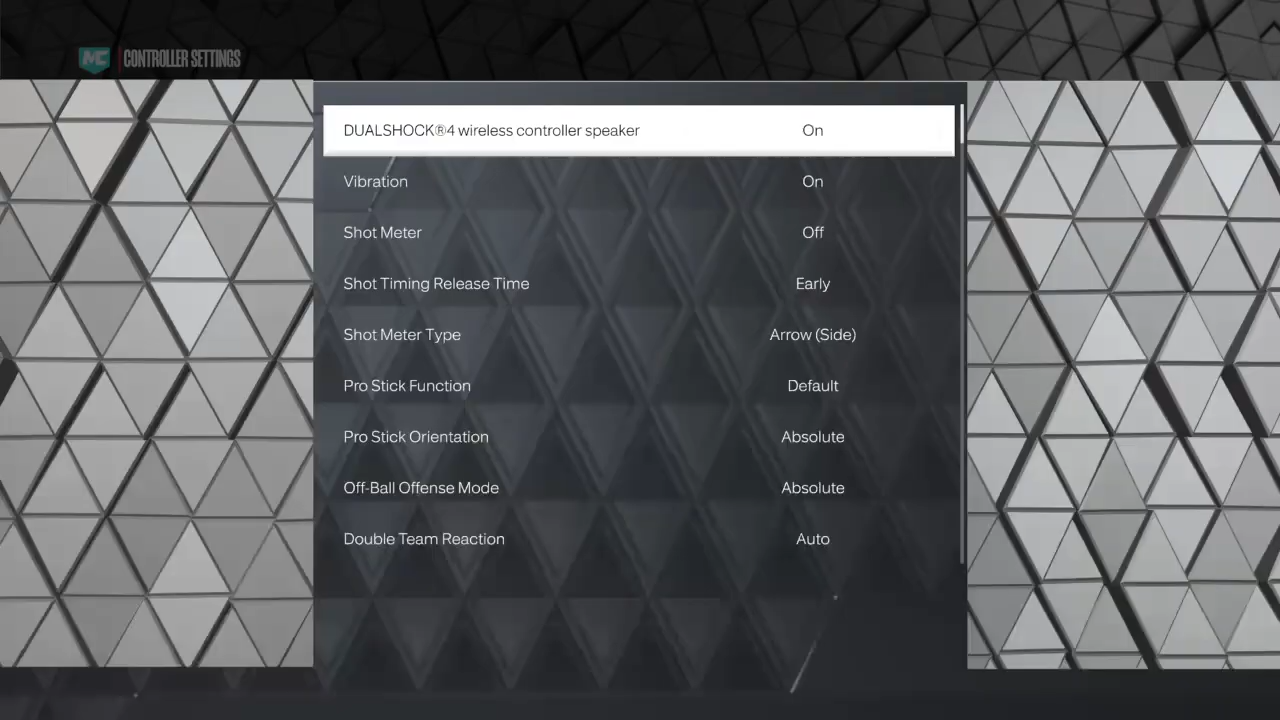 MC CONTROLLER SETTINGS
DUALSHOCK®4 wireless controller speaker On
Vibration On
Shot Meter Off
Shot Timing Release Time Early
Shot Meter Type Arrow (Side)
Pro Stick Function Default
Pro Stick Orientation Absolute
Off-Ball Offense Mode Absolute
Double Team Reaction Auto